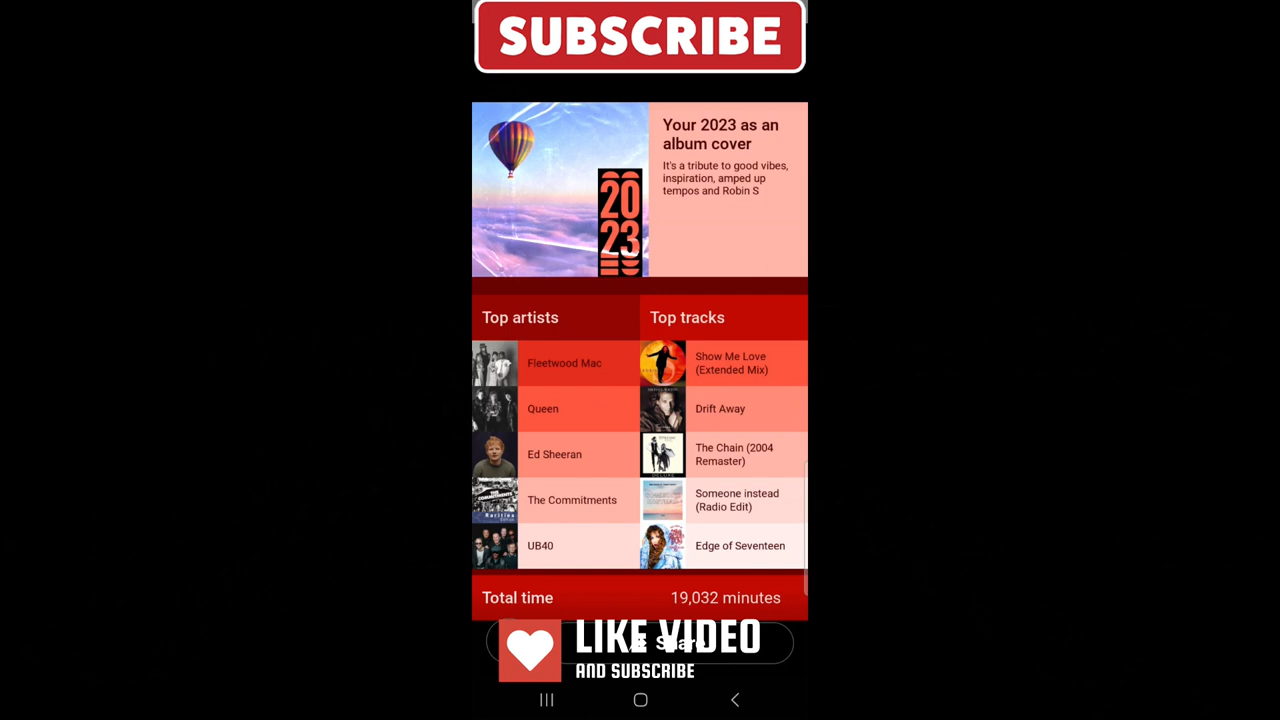 SUBSCRIBE
Your 2023 as an
album cover
It's a tribute to good vibes,
inspiration, amped up
tempos and Robin S
20
23
Top artists
Top tracks
Fleetwood Mac
Show Me Love
(Extended Mix)
Queen
Drift Away
Ed Sheeran
The Chain (2004
Remaster)
The Commitments
Someone instead
(Radio Edit)
UB40
Edge of Seventeen
Total time
19,032 minutes
Share
LIKE VIDEO
AND SUBSCRIBE